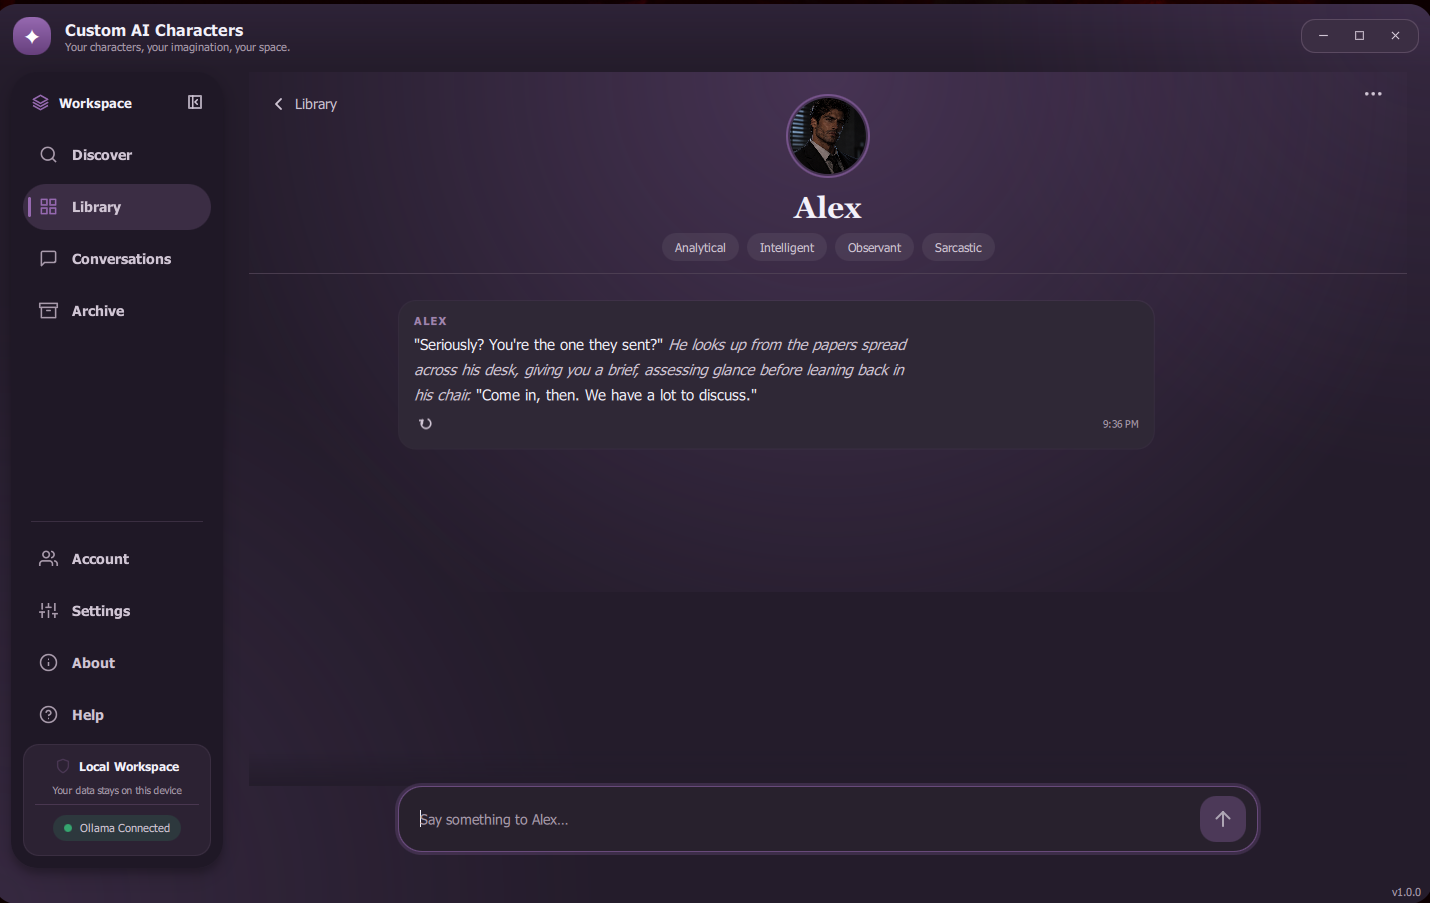 Custom AI Characters
Your characters, your imagination, your space.
Workspace
Discover
Library
Conversations
Archive
Account
Settings
About
Help
Local Workspace
Your data stays on this device
Ollama Connected
Library
Alex
Analytical
Intelligent
Observant
Sarcastic
ALEX
"Seriously? You're the one they sent?" He looks up from the papers spread
across his desk, giving you a brief, assessing glance before leaning back in
his chair. "Come in, then. We have a lot to discuss."
9:36 PM
Say something to Alex...
v1.0.0